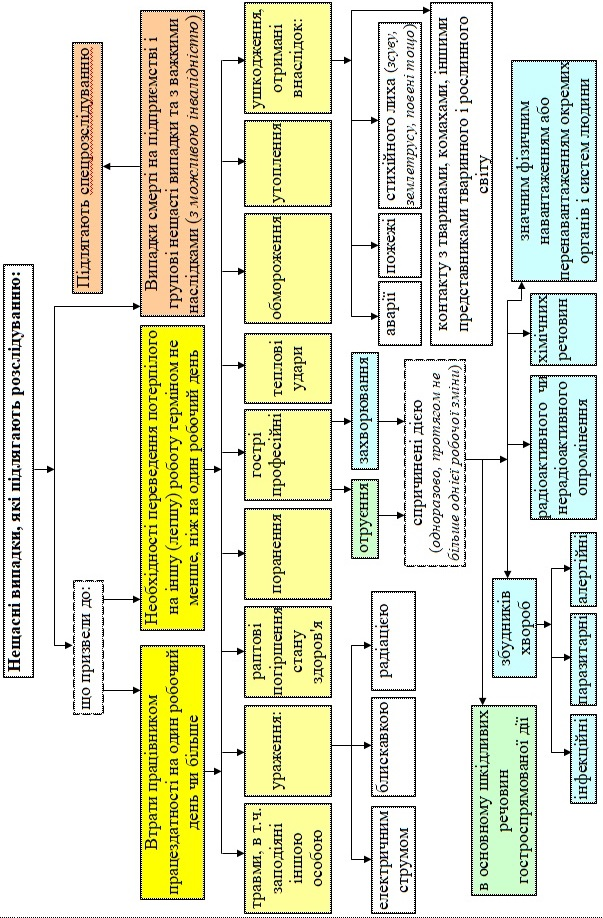 Нещасні випадки, які підлягають розслідуванню:
що призвели до:
Підлягають спецрозслідуванню
Втрати працівником
працездатності на один робочий
день чи більше
Необхідності переведення потерпілого
на іншу (легшу) роботу терміном не
менше, ніж на один робочий день
Випадки смерті на підприємстві і
групові нещасті випадки та з важкими
наслідками (з можливою інвалідністю)
травми, в т.ч.
заподіяні
іншою
особою
ураження:
раптові
погіршення
стану
здоров'я
поранення
гострі
професійні
теплові
удари
обмороження
утоплення
ушкодження,
отримані
внаслідок:
електричним
струмом
блискавкою
радіацією
отруєння
захворювання
аварії
пожежі
стихійного лиха (зсуву,
землетрусу, повені тощо)
спричинені дією
(одноразово, протягом не
більше однієї робочої зміни)
контакту з тваринами, комахами, іншими
представниками тваринного і рослинного
світу
в основному шкідливих
речовин
гостроспрямованої дії
збудників
хвороб
радіоактивного чи
нерадіоактивного
опромінення
хімічних
речовин
значним фізичним
навантаженням або
перенавантаженням окремих
органів і систем людини
інфекційні
паразитарні
алергійні